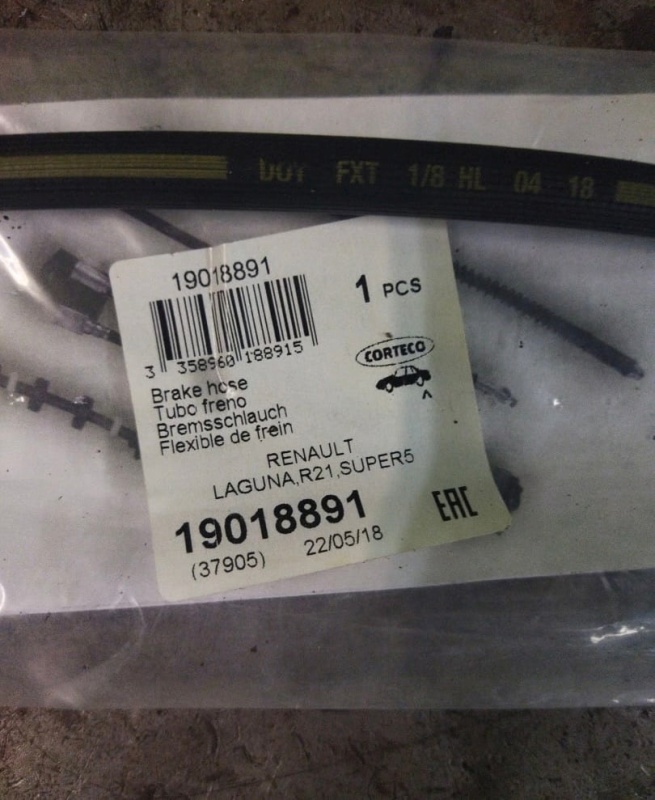 DOT FXT 1/8 HL 04 18
19018891
1 PCS
3 358960 188915
CORTECO
Brake hose
Tubo freno
Bremsschlauch
Flexible de frein
RENAULT
LAGUNA,R21,SUPER5
19018891
EAC
(37905) 22/05/18